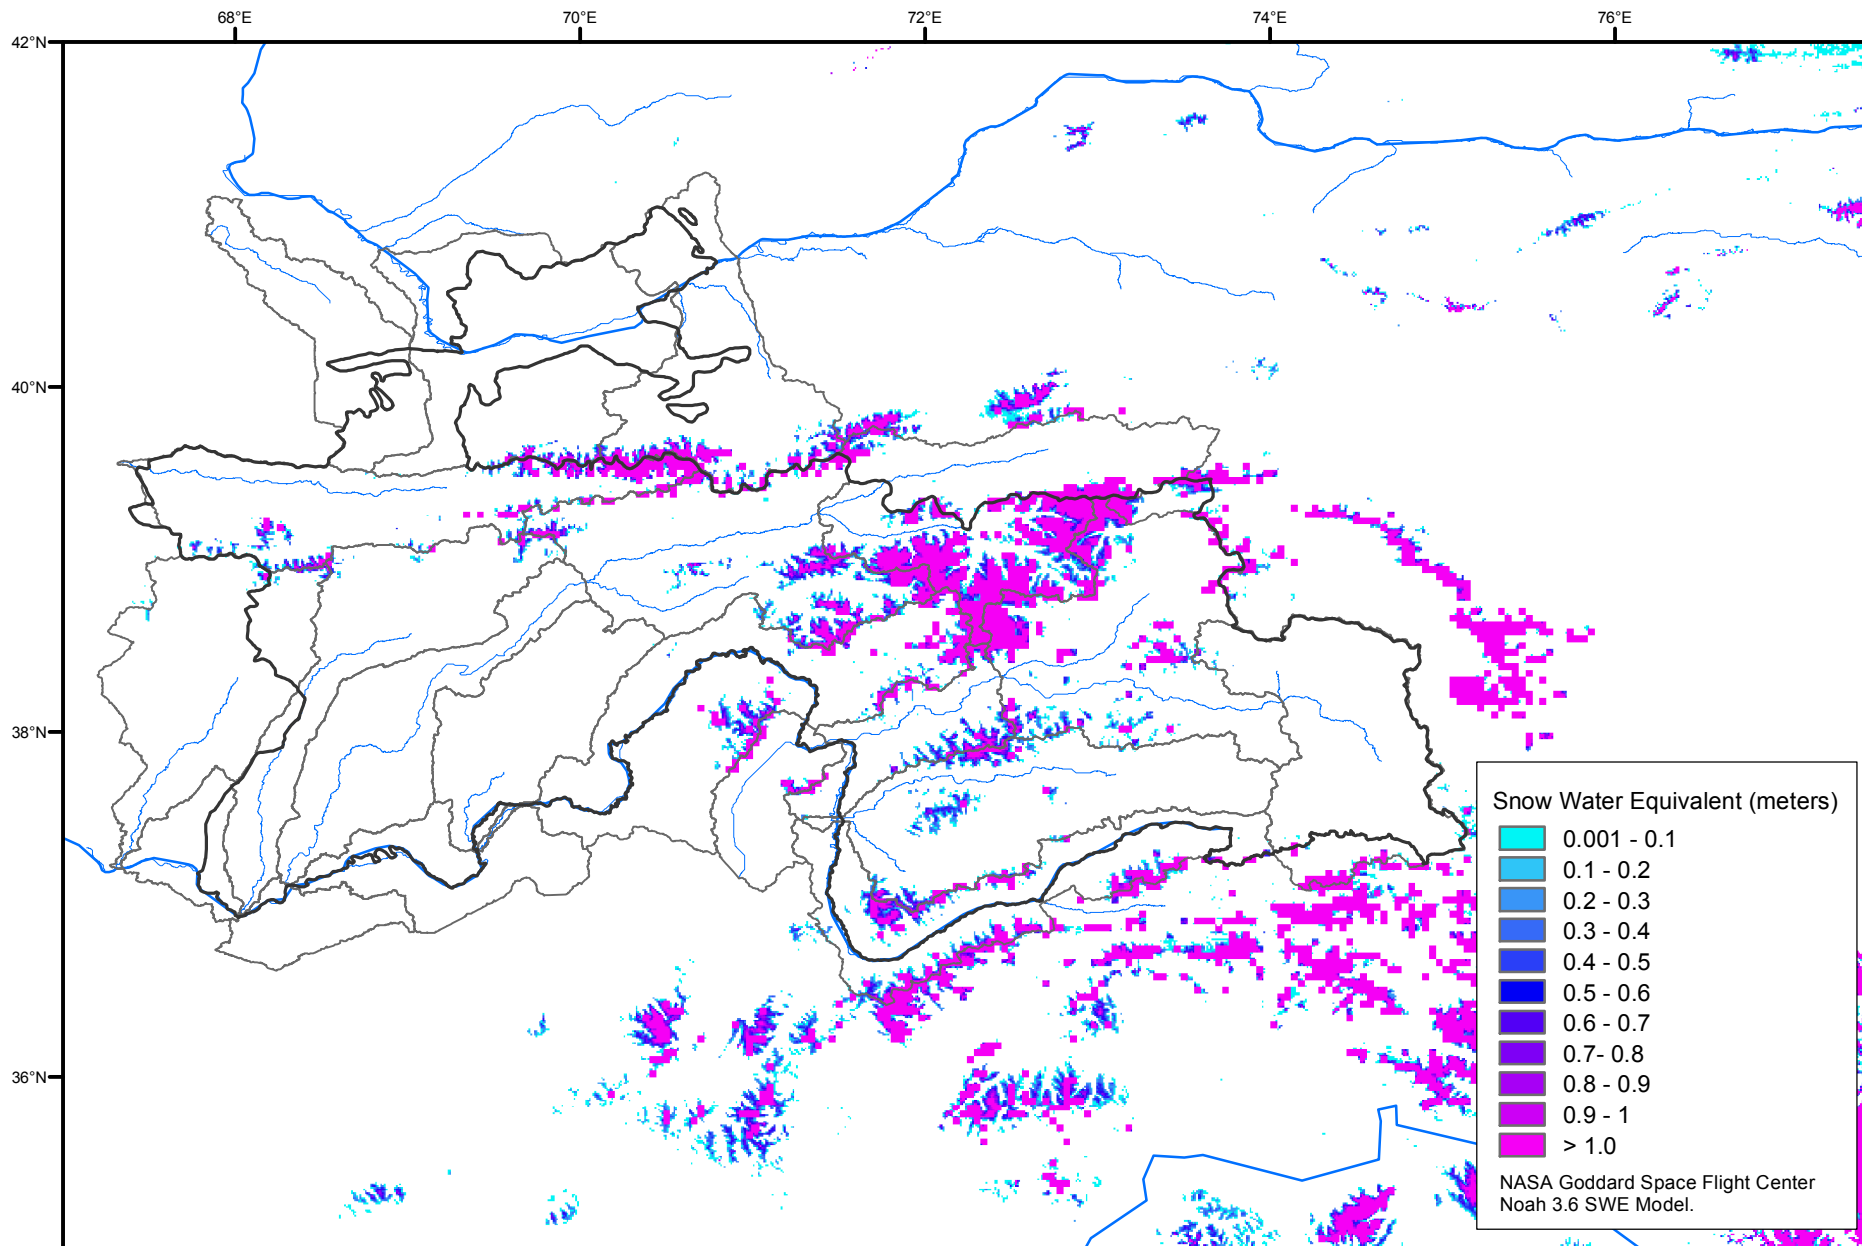 68°E 70°E 72°E 74°E 76°E
42°N
40°N
38°N
36°N
Snow Water Equivalent (meters)
0.001 - 0.1
0.1 - 0.2
0.2 - 0.3
0.3 - 0.4
0.4 - 0.5
0.5 - 0.6
0.6 - 0.7
0.7- 0.8
0.8 - 0.9
0.9 - 1
> 1.0
NASA Goddard Space Flight Center
Noah 3.6 SWE Model.